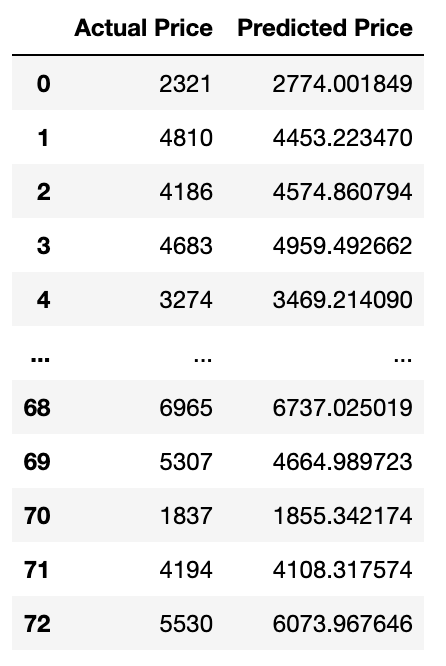 Actual Price Predicted Price
0 2321 2774.001849
1 4810 4453.223470
2 4186 4574.860794
3 4683 4959.492662
4 3274 3469.214090
... ... ...
68 6965 6737.025019
69 5307 4664.989723
70 1837 1855.342174
71 4194 4108.317574
72 5530 6073.967646